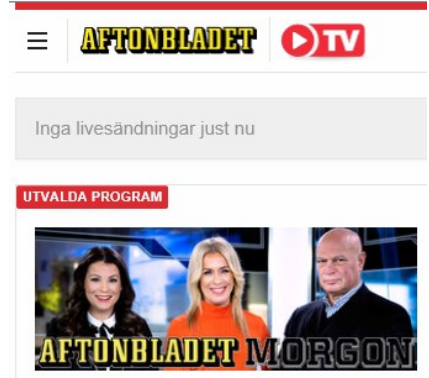 AFTONBLADET TV
Inga livesändningar just nu
UTVALDA PROGRAM
AFTONBLADET MORGON